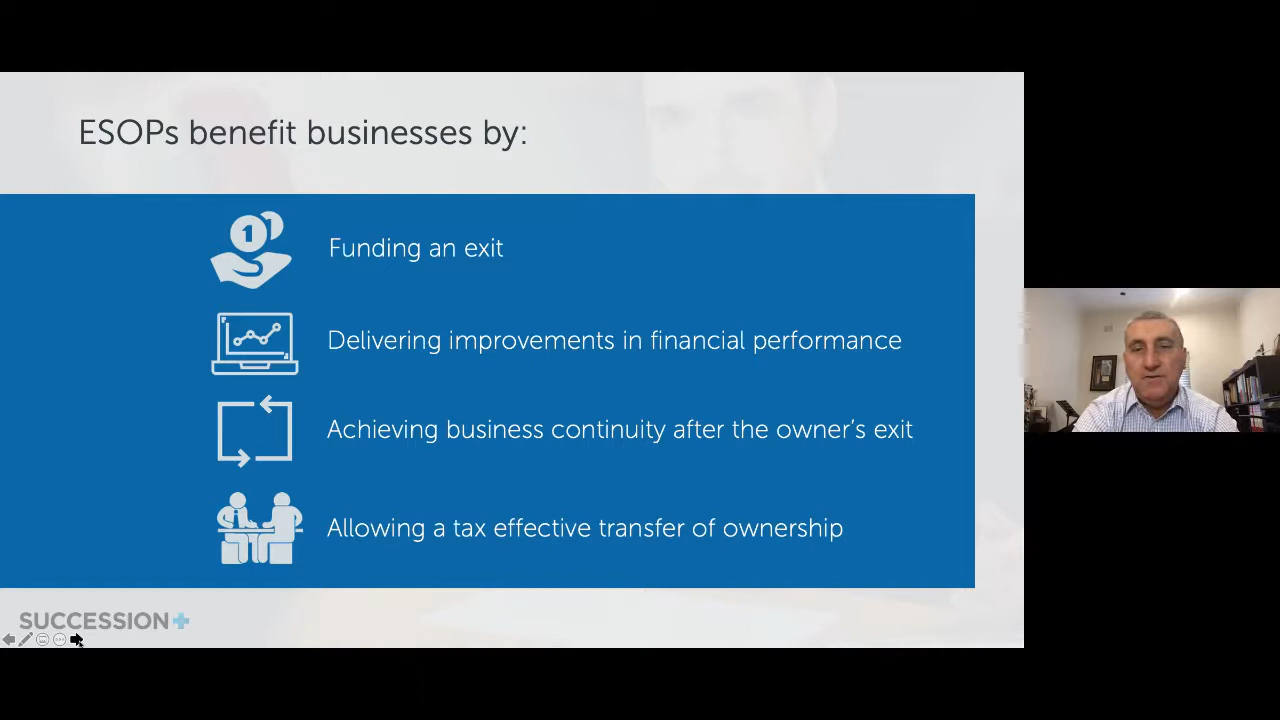 ESOPs benefit businesses by:
1
Funding an exit
Delivering improvements in financial performance
Achieving business continuity after the owner's exit
Allowing a tax effective transfer of ownership
SUCCESSION+